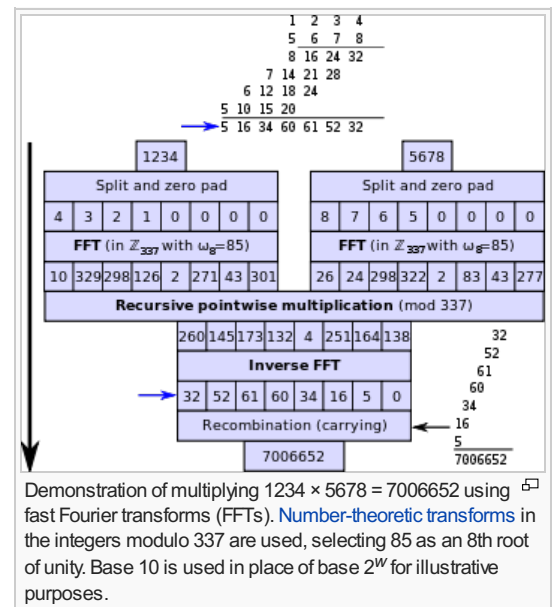 1 2 3 4
5 6 7 8
8 16 24 32
7 14 21 28
6 12 18 24
5 10 15 20
5 16 34 60 61 52 32
1234 5678
Split and zero pad Split and zero pad
4 3 2 1 0 0 0 0 8 7 6 5 0 0 0 0
FFT (in ℤ₃₃₇ with ω₈=85) FFT (in ℤ₃₃₇ with ω₈=85)
10 329 298 126 2 271 43 301 26 24 298 322 2 83 43 277
Recursive pointwise multiplication (mod 337)
260 145 173 132 4 251 164 138
Inverse FFT
32 52 61 60 34 16 5 0
Recombination (carrying)
7006652
32
52
61
60
34
16
5
7006652
Demonstration of multiplying 1234 × 5678 = 7006652 using
fast Fourier transforms (FFTs). Number-theoretic transforms in
the integers modulo 337 are used, selecting 85 as an 8th root
of unity. Base 10 is used in place of base 2ʷ for illustrative
purposes.